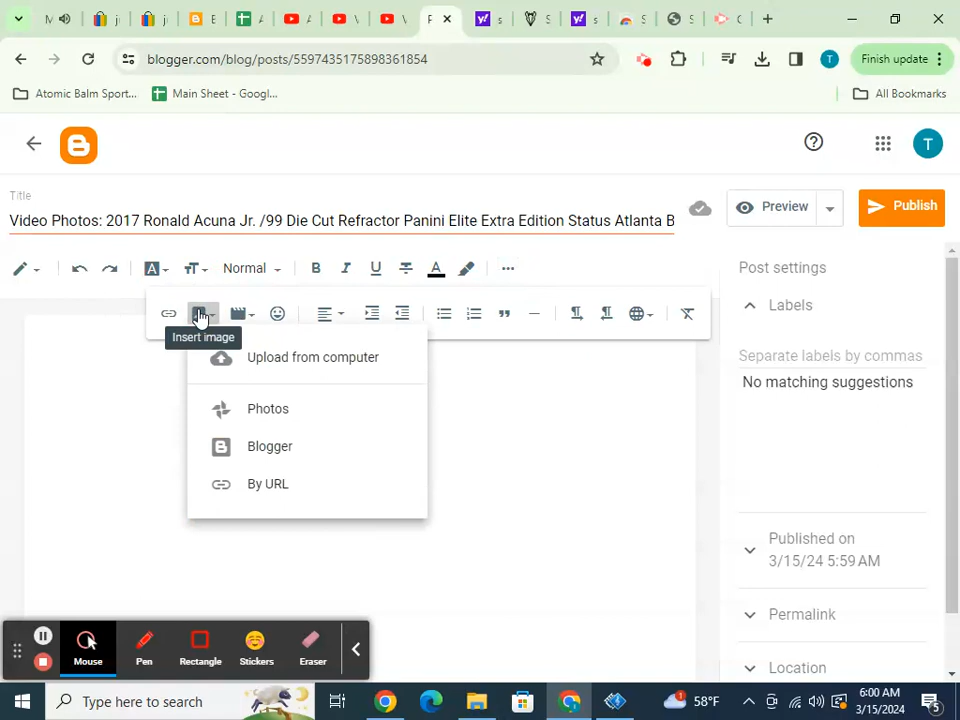 M
j
j
B
A
A
V
V
F
s
S
s
S
S
C
blogger.com/blog/posts/5597435175898361854
T
Finish update
Atomic Balm Sport...
Main Sheet - Googl...
All Bookmarks
T
Title
Video Photos: 2017 Ronald Acuna Jr. /99 Die Cut Refractor Panini Elite Extra Edition Status Atlanta B
Preview
Publish
Normal
B I U A
Post settings
Labels
Insert image
Upload from computer
Photos
Blogger
By URL
Separate labels by commas
No matching suggestions
Published on
3/15/24 5:59 AM
Permalink
Location
Mouse
Pen
Rectangle
Stickers
Eraser
Type here to search
1
58°F
6:00 AM
3/15/2024
5